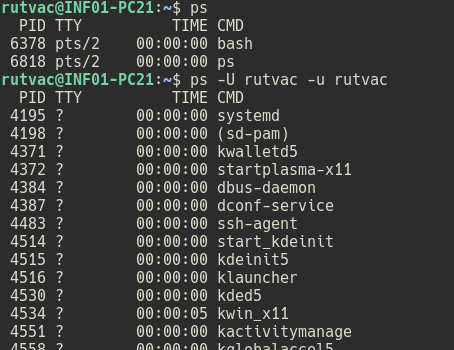 rutvac@INF01-PC21:~$ ps
PID TTY TIME CMD
6378 pts/2 00:00:00 bash
6818 pts/2 00:00:00 ps
rutvac@INF01-PC21:~$ ps -U rutvac -u rutvac
PID TTY TIME CMD
4195 ? 00:00:00 systemd
4198 ? 00:00:00 (sd-pam)
4371 ? 00:00:00 kwalletd5
4372 ? 00:00:00 startplasma-x11
4384 ? 00:00:00 dbus-daemon
4387 ? 00:00:00 dconf-service
4483 ? 00:00:00 ssh-agent
4514 ? 00:00:00 start_kdeinit
4515 ? 00:00:00 kdeinit5
4516 ? 00:00:00 klauncher
4530 ? 00:00:00 kded5
4534 ? 00:00:05 kwin_x11
4551 ? 00:00:00 kactivitymanage
4558 ? 00:00:00 kglobalaccel5